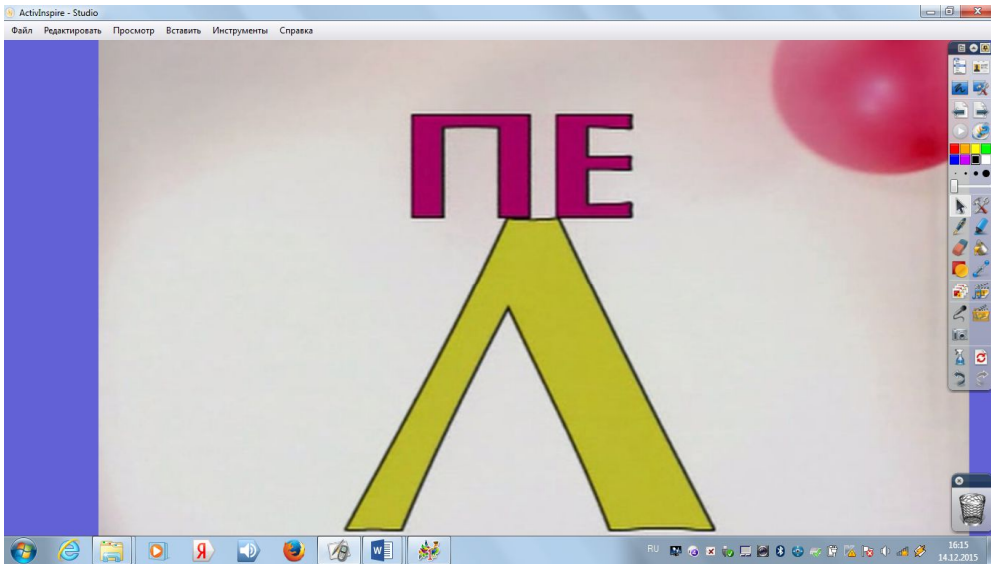 ActivInspire - Studio
Файл Редактировать Просмотр Вставить Инструменты Справка
ПЕ
Л
RU
16:15
14.12.2015